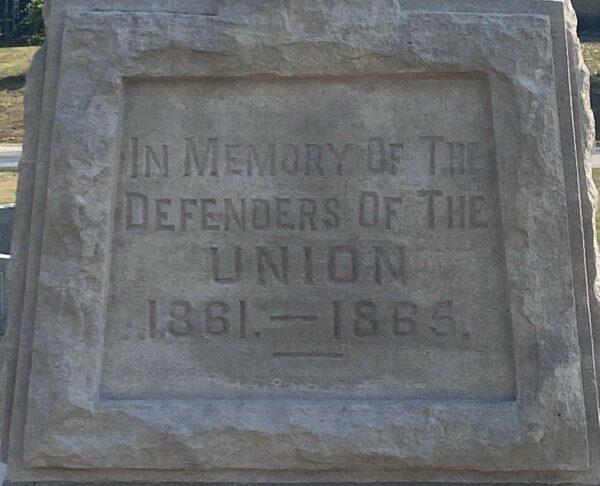 In Memory Of The
Defenders Of The
UNION
1861.—1865.